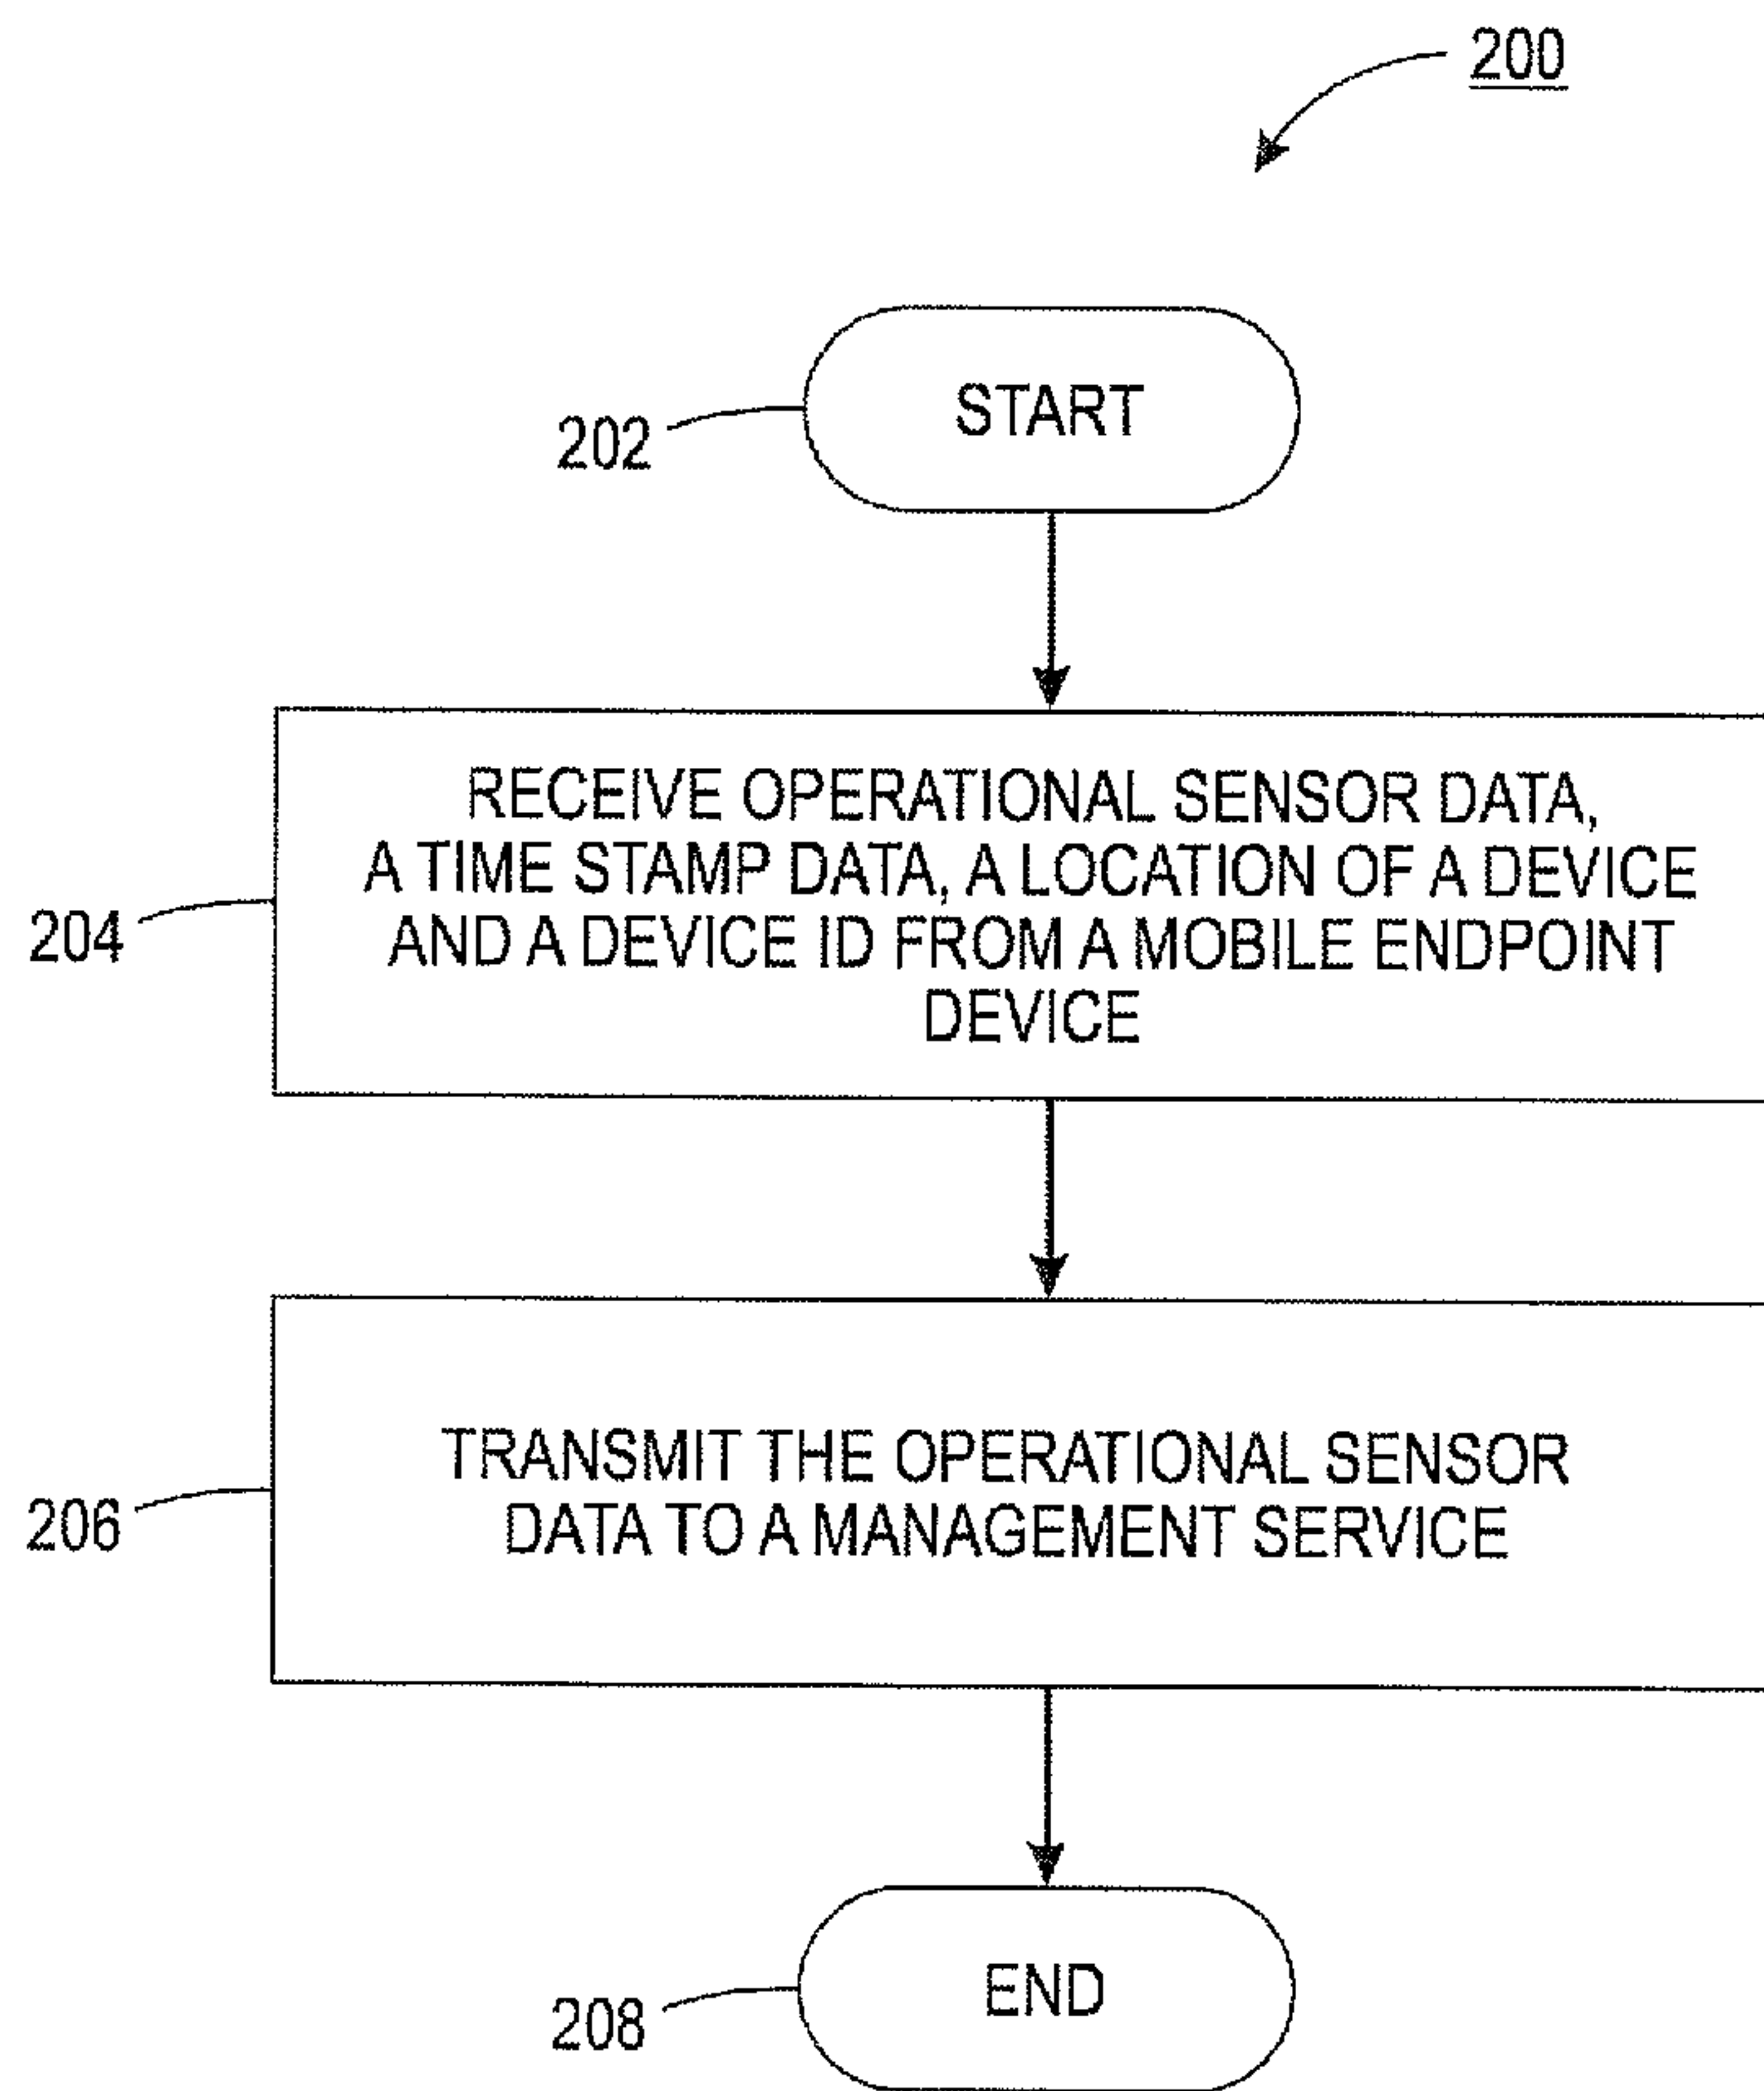 200
START
202
RECEIVE OPERATIONAL SENSOR DATA,
A TIME STAMP DATA, A LOCATION OF A DEVICE
AND A DEVICE ID FROM A MOBILE ENDPOINT
DEVICE
204
TRANSMIT THE OPERATIONAL SENSOR
DATA TO A MANAGEMENT SERVICE
206
END
208